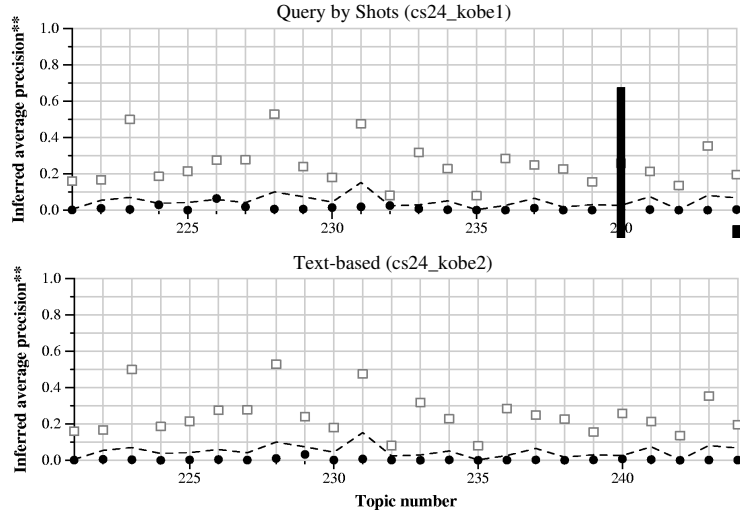 Query by Shots (cs24_kobe1)
Inferred average precision**
1.0
0.8
0.6
0.4
0.2
0.0
225 230 235
Text-based (cs24_kobe2)
Inferred average precision**
1.0
0.8
0.6
0.4
0.2
0.0
225 230 235 240
Topic number